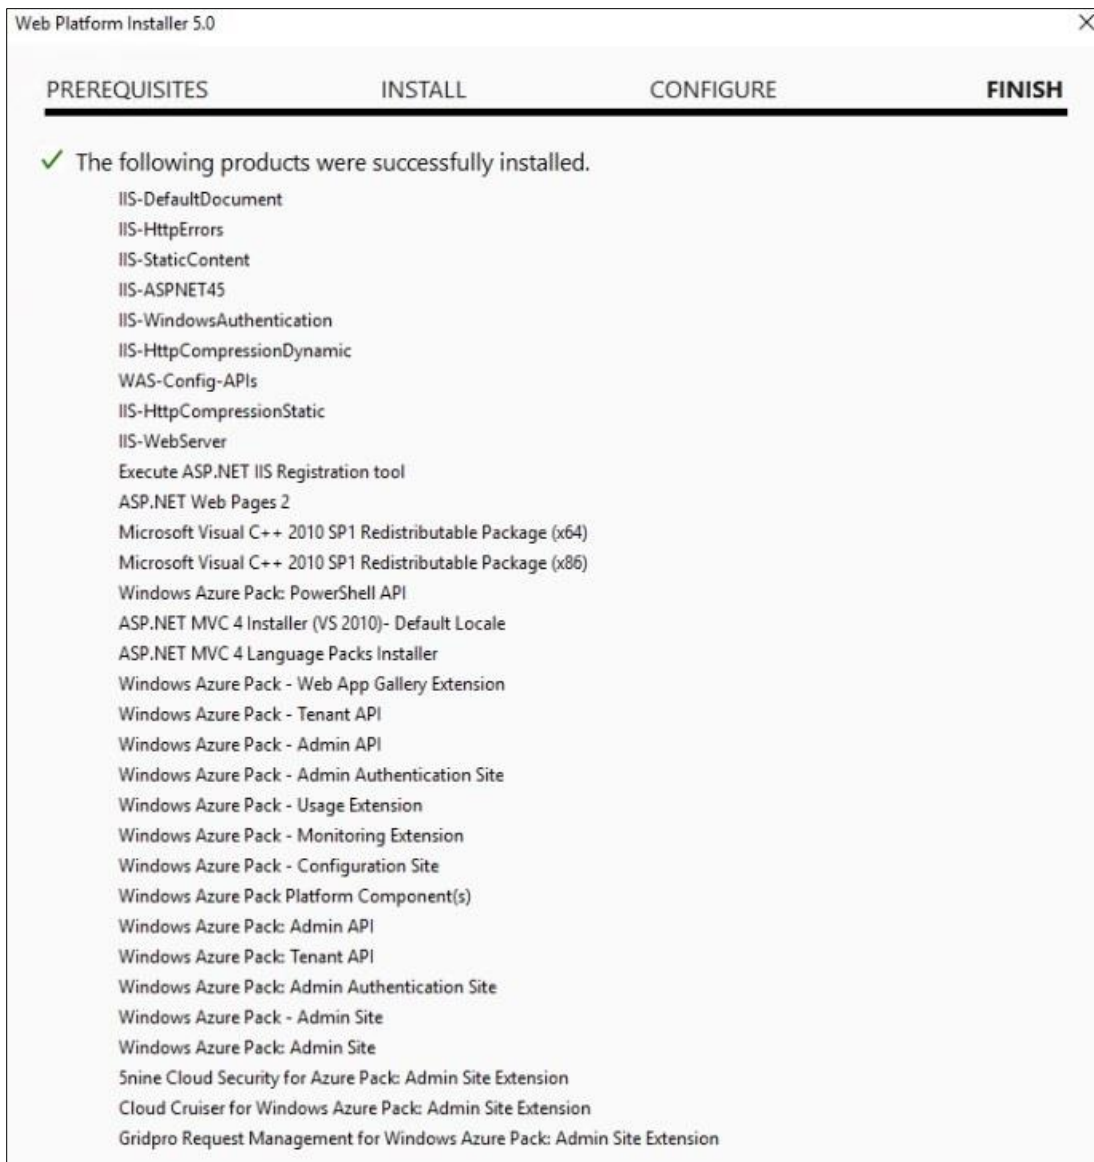 Web Platform Installer 5.0
PREREQUISITES INSTALL CONFIGURE FINISH
The following products were successfully installed.
IIS-DefaultDocument
IIS-HttpErrors
IIS-StaticContent
IIS-ASPNET45
IIS-WindowsAuthentication
IIS-HttpCompressionDynamic
WAS-Config-APIs
IIS-HttpCompressionStatic
IIS-WebServer
Execute ASP.NET IIS Registration tool
ASP.NET Web Pages 2
Microsoft Visual C++ 2010 SP1 Redistributable Package (x64)
Microsoft Visual C++ 2010 SP1 Redistributable Package (x86)
Windows Azure Pack: PowerShell API
ASP.NET MVC 4 Installer (VS 2010)- Default Locale
ASP.NET MVC 4 Language Packs Installer
Windows Azure Pack - Web App Gallery Extension
Windows Azure Pack - Tenant API
Windows Azure Pack - Admin API
Windows Azure Pack - Admin Authentication Site
Windows Azure Pack - Usage Extension
Windows Azure Pack - Monitoring Extension
Windows Azure Pack - Configuration Site
Windows Azure Pack Platform Component(s)
Windows Azure Pack: Admin API
Windows Azure Pack: Tenant API
Windows Azure Pack: Admin Authentication Site
Windows Azure Pack - Admin Site
Windows Azure Pack: Admin Site
5nine Cloud Security for Azure Pack: Admin Site Extension
Cloud Cruiser for Windows Azure Pack: Admin Site Extension
Gridpro Request Management for Windows Azure Pack: Admin Site Extension